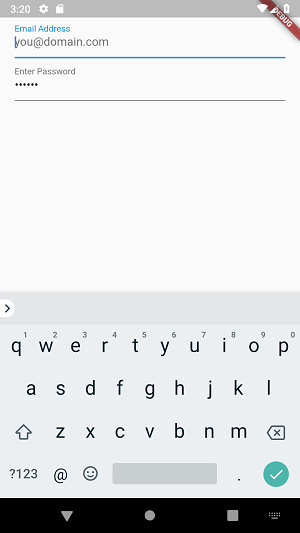 3:20
DEBUG
Email Address
you@domain.com
Enter Password
••••••
1 2 3 4 5 6 7 8 9 0
q w e r t y u i o p
a s d f g h j k l
z x c v b n m
?123 @ .